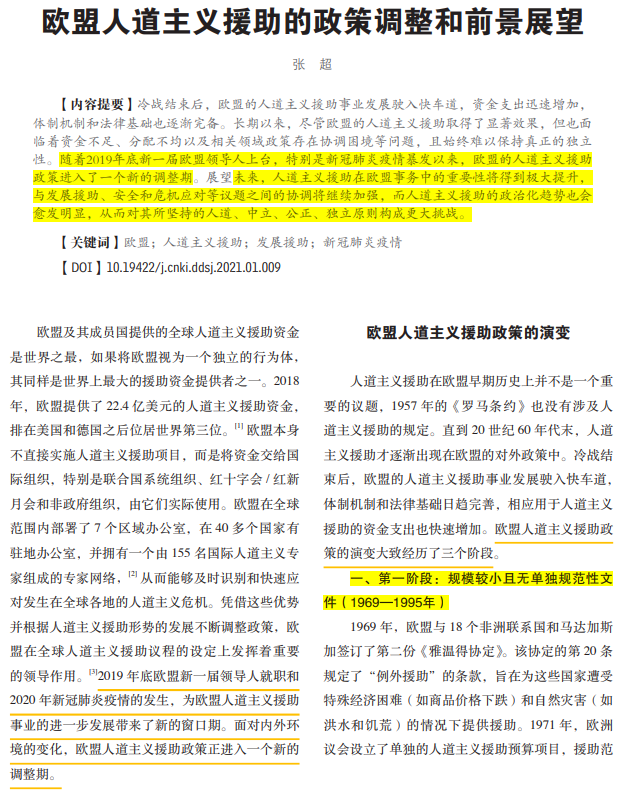 欧盟人道主义援助的政策调整和前景展望
张 超
【内容提要】冷战结束后，欧盟的人道主义援助事业发展驶入快车道，资金支出迅速增加，
体制机制和法律基础也逐渐完备。长期以来，尽管欧盟人道主义援助取得了显著效果，但也面
临着资金不足、分配不均以及相关领域政策存在协调困境等问题，且始终难以保持真正的独立
性。随着2019年底新一届欧盟领导人上台，特别是新冠肺炎疫情暴发以来，欧盟的人道主义援助
政策进入了一个新的调整期。展望未来，人道主义援助在欧盟事务中的重要性将得到极大提升，
与发展援助、安全和危机应对等议题之间的协调将继续加强，而人道主义援助的政治化趋势也会
愈发明显，从而对其所坚持的人道、中立、公正、独立原则构成更大挑战。
【关键词】欧盟；人道主义援助；发展援助；新冠肺炎疫情
【DOI】10.19422/j.cnki.ddsj.2021.01.009
欧盟及其成员国提供的全球人道主义援助资金
是世界之最，如果将欧盟视为一个独立的行为体，
其同样是世界上最大的援助资金提供者之一。2018
年，欧盟提供了 22.4 亿美元的人道主义援助资金，
排在美国和德国之后位居世界第三位。[1] 欧盟本身
不直接实施人道主义援助项目，而是将资金交给国
际组织，特别是联合国系统组织、红十字会 / 红新
月会和非政府组织，由它们实际使用。欧盟在全球
范围内部署了 7 个区域办公室，在 40 多个国家有
驻地办公室，并拥有一个由 155 名国际人道主义专
家组成的专家网络，[2] 从而能够及时识别和快速应
对发生在全球各地的人道主义危机。凭借这些优势
并根据人道主义援助形势的发展不断调整政策，欧
盟在全球人道主义援助议程的设定上发挥着重要
的领导作用。[3]2019 年底欧盟新一届领导人就职和
2020 年新冠肺炎疫情的发生，为欧盟人道主义援助
事业的进一步发展带来了新的窗口期。面对内外环
境的变化，欧盟人道主义援助政策正进入一个新的
调整期。
欧盟人道主义援助政策的演变
人道主义援助在欧盟早期历史上并不是一个重
要的议题，1957 年的《罗马条约》也没有涉及人
道主义援助的规定。直到 20 世纪 60 年代末，人道
主义援助才逐渐出现在欧盟的对外政策中。冷战结
束后，欧盟的人道主义援助事业发展驶入快车道，
体制机制和法律基础日趋完善，相应用于人道主义
援助的资金支出也快速增加。欧盟人道主义援助政
策的演变大致经历了三个阶段。
一、第一阶段：规模较小且无单独规范性文
件（1969—1995年）
1969 年，欧盟与 18 个非洲联系国和马达加斯
加签订了第二份《雅温得协定》。该协定的第 20 条
规定了“例外援助”的条款，旨在为这些国家遭受
特殊经济困难（如商品价格下跌）和自然灾害（如
洪水和饥荒）的情况下提供援助。1971 年，欧洲
议会设立了单独的人道主义援助预算项目，援助范